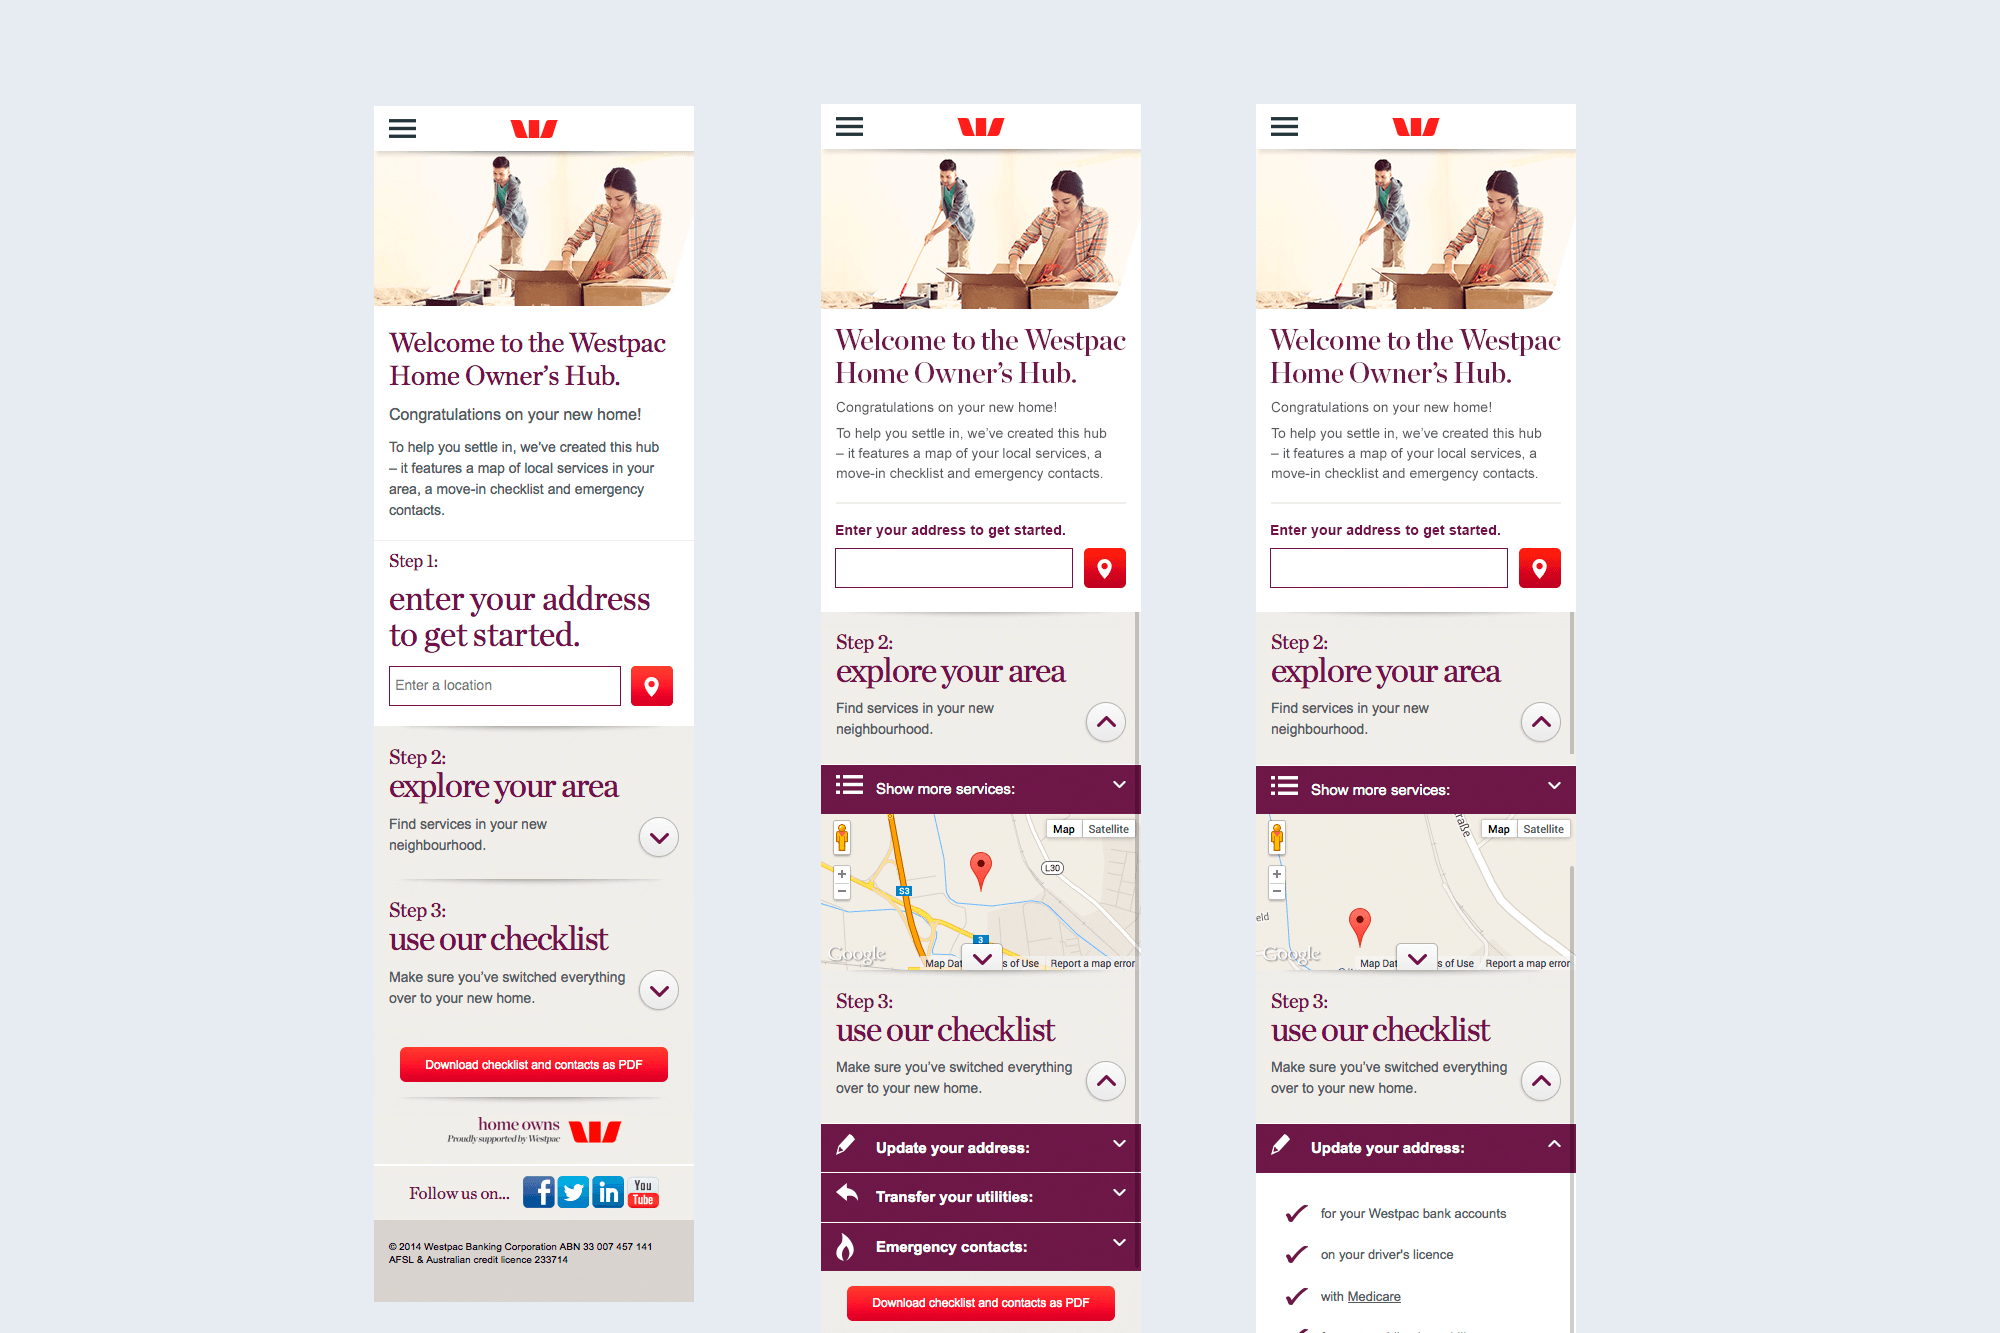 Welcome to the Westpac
Home Owner's Hub.
Congratulations on your new home!
To help you settle in, we've created this hub
– it features a map of local services in your
area, a move-in checklist and emergency
contacts.
Step 1:
enter your address
to get started.
Enter a location
Step 2:
explore your area
Find services in your new
neighbourhood.
Step 3:
use our checklist
Make sure you've switched everything
over to your new home.
Download checklist and contacts as PDF
home owns
Proudly supported by Westpac
Follow us on...
f
in
You
Tube
© 2014 Westpac Banking Corporation ABN 33 007 457 141
AFSL & Australian credit licence 233714
Welcome to the Westpac
Home Owner's Hub.
Congratulations on your new home!
To help you settle in, we've created this hub
– it features a map of your local services, a
move-in checklist and emergency contacts.
Enter your address to get started.
Step 2:
explore your area
Find services in your new
neighbourhood.
Show more services:
Map Satellite
L30
S3
3
Google
Map Dat s of Use Report a map error
Step 3:
use our checklist
Make sure you've switched everything
over to your new home.
Update your address:
Transfer your utilities:
Emergency contacts:
Download checklist and contacts as PDF
Welcome to the Westpac
Home Owner's Hub.
Congratulations on your new home!
To help you settle in, we've created this hub
– it features a map of your local services, a
move-in checklist and emergency contacts.
Enter your address to get started.
Step 2:
explore your area
Find services in your new
neighbourhood.
Show more services:
raße
Map Satellite
eld
Google
Map Dat s of Use Report a map error
Step 3:
use our checklist
Make sure you've switched everything
over to your new home.
Update your address:
for your Westpac bank accounts
on your driver's licence
with Medicare